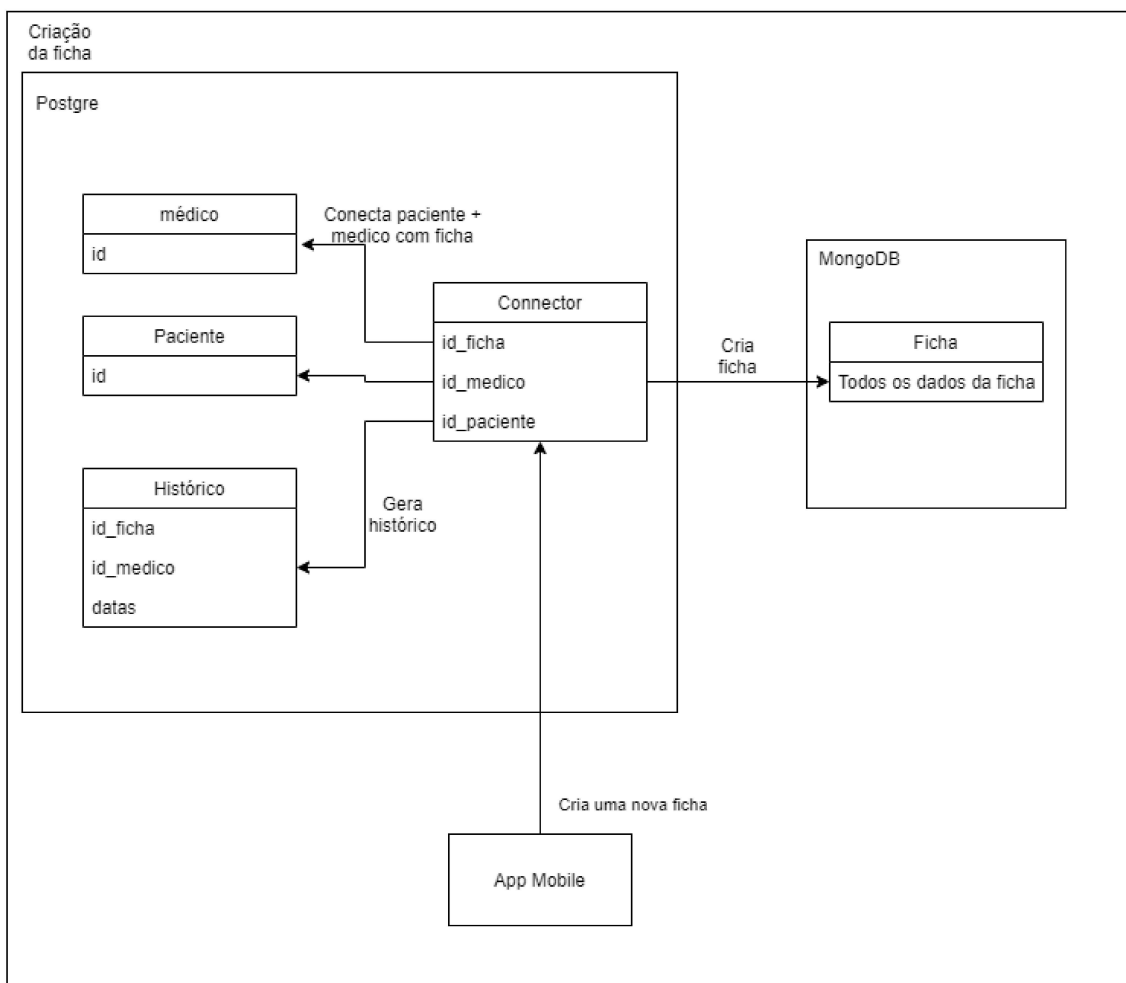 Criação
da ficha
Postgre
médico
id
Conecta paciente +
medico com ficha
Paciente
id
Connector
id_ficha
id_medico
id_paciente
Cria
ficha
MongoDB
Ficha
Todos os dados da ficha
Histórico
id_ficha
id_medico
datas
Gera
histórico
Cria uma nova ficha
App Mobile